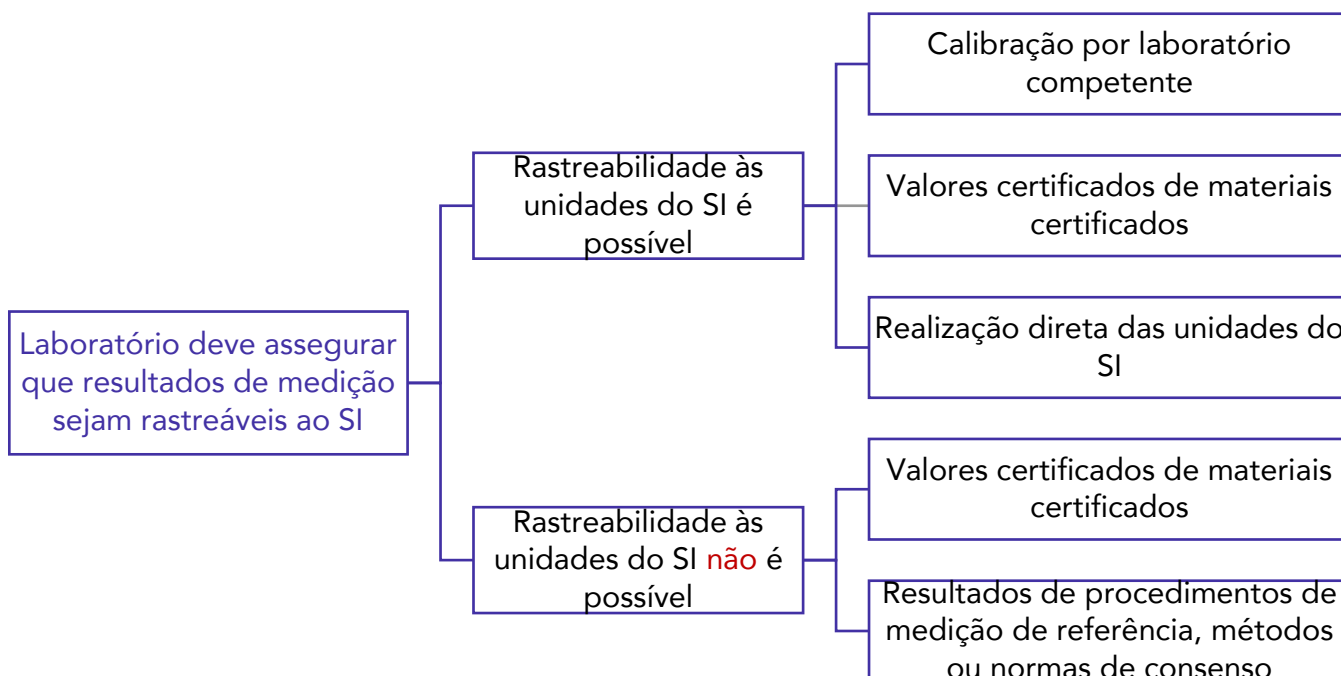 Calibração por laboratório
competente
Rastreabilidade às
unidades do SI é
possível
Valores certificados de materiais
certificados
Realização direta das unidades do
SI
Laboratório deve assegurar
que resultados de medição
sejam rastreáveis ao SI
Valores certificados de materiais
certificados
Rastreabilidade às
unidades do SI não é
possível
Resultados de procedimentos de
medição de referência, métodos
ou normas de consenso